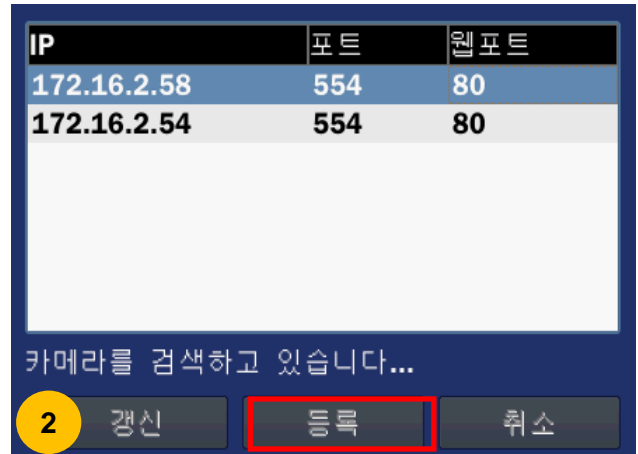 IP 포트 웹포트
172.16.2.58 554 80
172.16.2.54 554 80
카메라를 검색하고 있습니다...
2 갱신 등록 취소